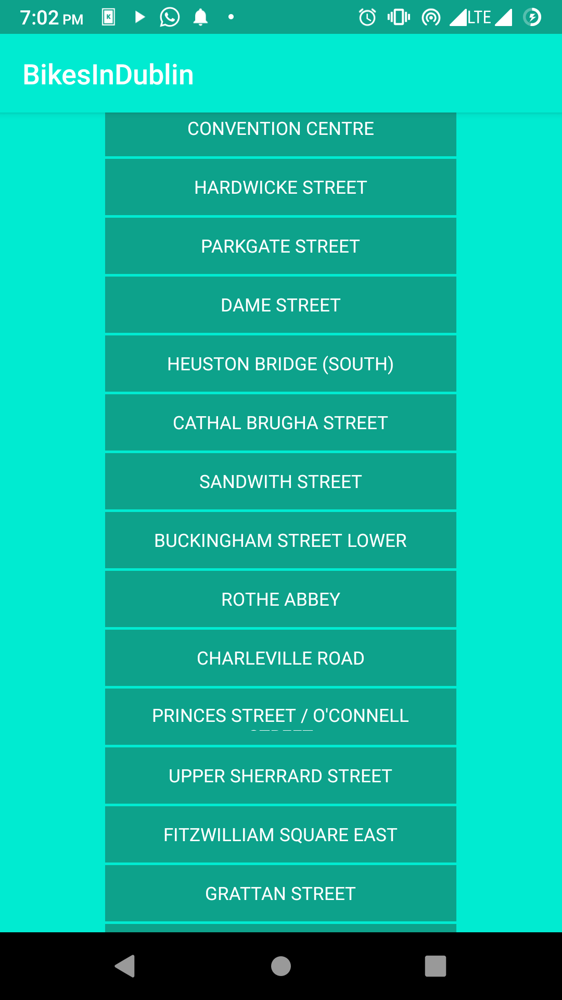 7:02 PM
LTE
BikesInDublin
CONVENTION CENTRE
HARDWICKE STREET
PARKGATE STREET
DAME STREET
HEUSTON BRIDGE (SOUTH)
CATHAL BRUGHA STREET
SANDWITH STREET
BUCKINGHAM STREET LOWER
ROTHE ABBEY
CHARLEVILLE ROAD
PRINCES STREET / O'CONNELL
UPPER SHERRARD STREET
FITZWILLIAM SQUARE EAST
GRATTAN STREET